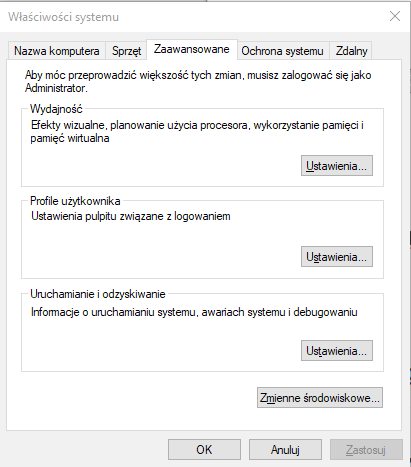 Właściwości systemu
Nazwa komputera Sprzęt Zaawansowane Ochrona systemu Zdalny
Aby móc przeprowadzić większość tych zmian, musisz zalogować się jako
Administrator.
Wydajność
Efekty wizualne, planowanie użycia procesora, wykorzystanie pamięci i
pamięć wirtualna
Ustawienia...
Profile użytkownika
Ustawienia pulpitu związane z logowaniem
Ustawienia...
Uruchamianie i odzyskiwanie
Informacje o uruchamianiu systemu, awariach systemu i debugowaniu
Ustawienia...
Zmienne środowiskowe...
OK Anuluj Zastosuj